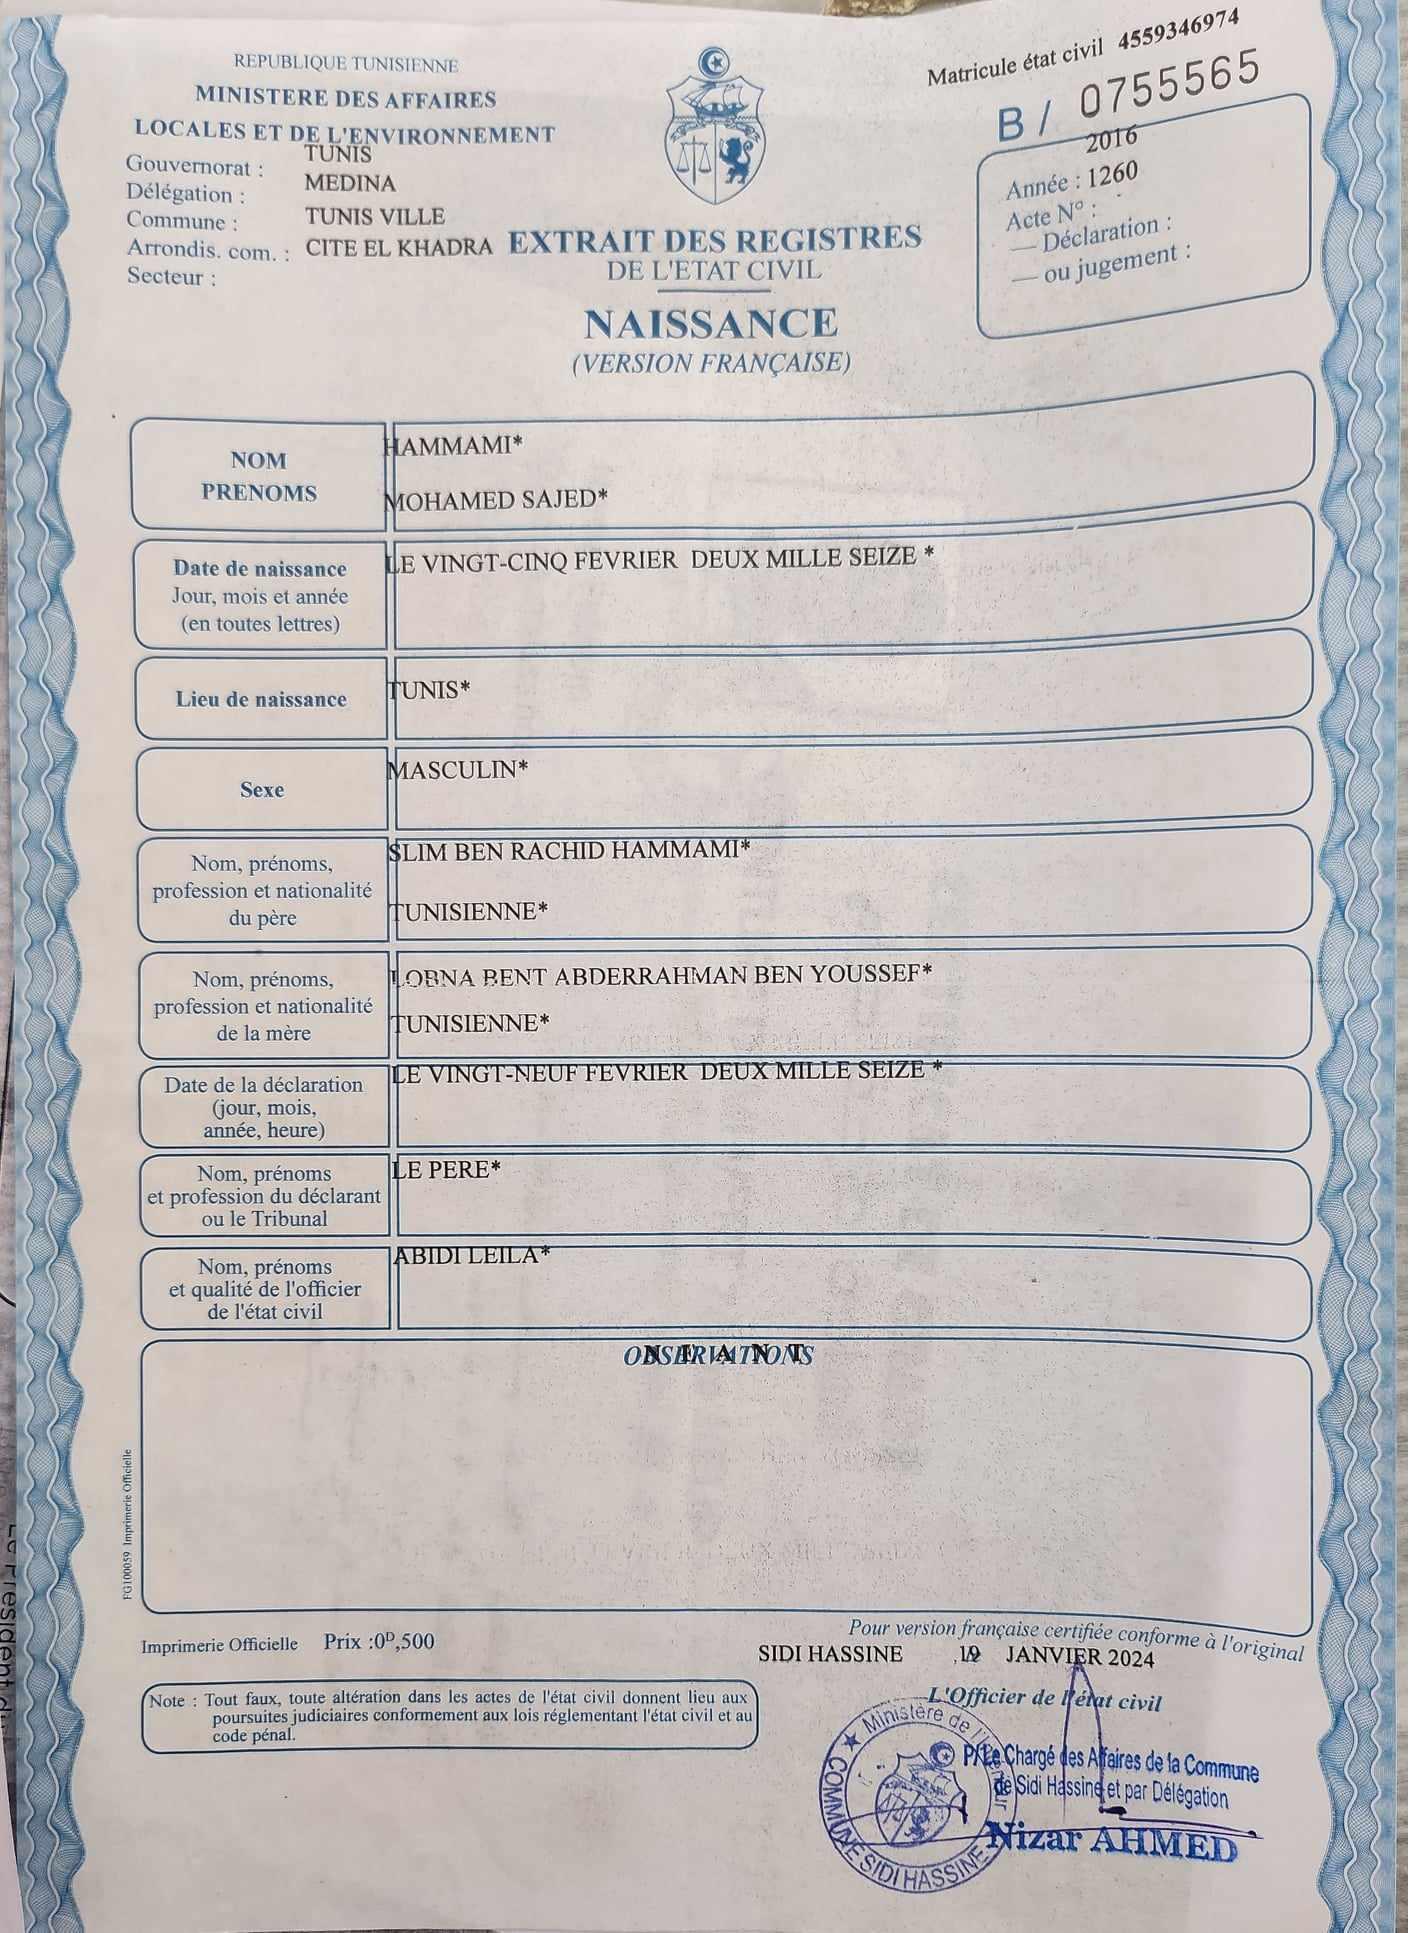 REPUBLIQUE TUNISIENNE
MINISTERE DES AFFAIRES
LOCALES ET DE L'ENVIRONNEMENT
Gouvernorat : TUNIS
Délégation : MEDINA
Commune : TUNIS VILLE
Arrondis. com. : CITE EL KHADRA
Secteur :
Matricule état civil 4559346974
B/ 0755565
2016
Année : 1260
Acte N° :
— Déclaration :
— ou jugement :
EXTRAIT DES REGISTRES
DE L'ETAT CIVIL
NAISSANCE
(VERSION FRANÇAISE)
NOM
PRENOMS
HAMMAMI*
MOHAMED SAJED*
Date de naissance
Jour, mois et année
(en toutes lettres)
LE VINGT-CINQ FEVRIER DEUX MILLE SEIZE *
Lieu de naissance
TUNIS*
Sexe
MASCULIN*
Nom, prénoms,
profession et nationalité
du père
SLIM BEN RACHID HAMMAMI*
TUNISIENNE*
Nom, prénoms,
profession et nationalité
de la mère
LOBNA BENT ABDERRAHMAN BEN YOUSSEF*
TUNISIENNE*
Date de la déclaration
(jour, mois,
année, heure)
LE VINGT-NEUF FEVRIER DEUX MILLE SEIZE *
Nom, prénoms
et profession du déclarant
ou le Tribunal
LE PERE*
Nom, prénoms
et qualité de l'officier
de l'état civil
ABIDI LEILA*
OBSERVATIONS
N E A N T
FG100059 Imprimerie Officielle
Imprimerie Officielle Prix :0ᴰ,500
Pour version française certifiée conforme à l'original
SIDI HASSINE JANVIER 2024
L'Officier de l'état civil
Note : Tout faux, toute altération dans les actes de l'état civil donnent lieu aux
poursuites judiciaires conformement aux lois réglementant l'état civil et au
code pénal.
P/Le Chargé des Affaires de la Commune
de Sidi Hassine et par Délégation
Nizar AHMED
Ministère de l'Intérieur
COMMUNE SIDI HASSINE